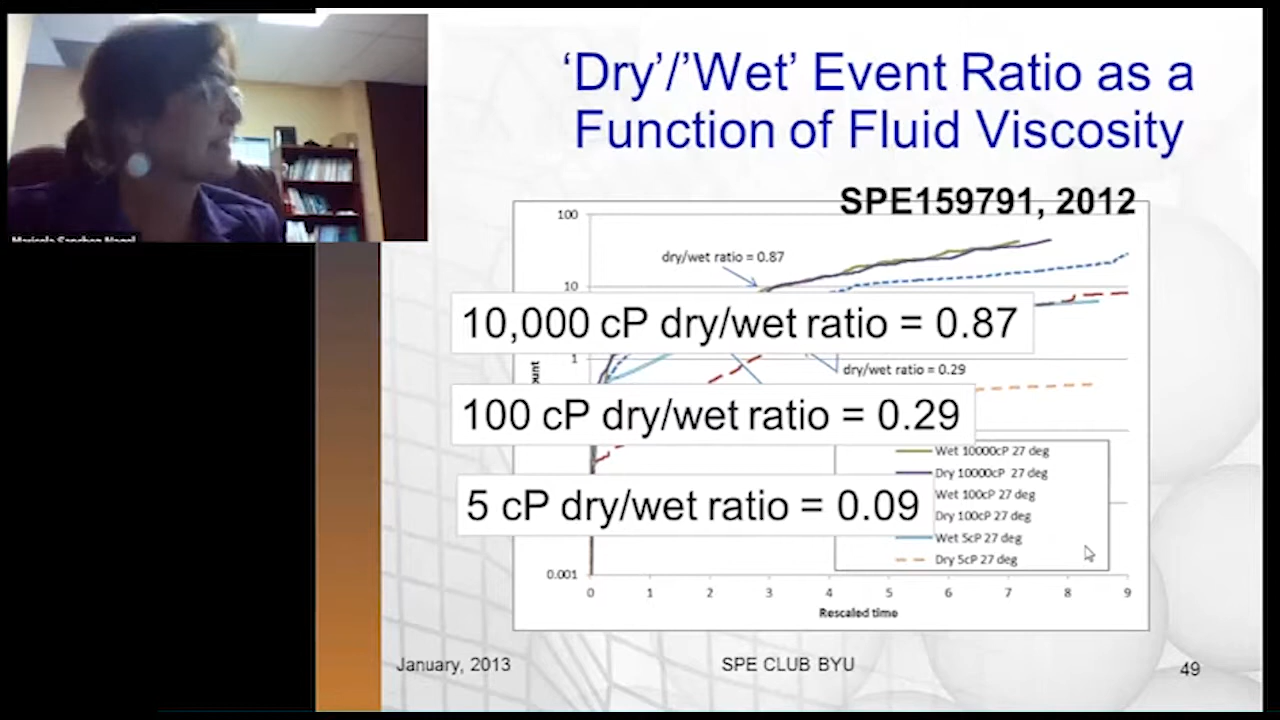 ‘Dry’/’Wet’ Event Ratio as a
Function of Fluid Viscosity
SPE159791, 2012
100
dry/wet ratio = 0.87
10
10,000 cP dry/wet ratio = 0.87
1
dry/wet ratio = 0.29
100 cP dry/wet ratio = 0.29
Wet 10000cP 27 deg
Dry 10000cP 27 deg
Wet 100cP 27 deg
Dry 100cP 27 deg
Wet 5cP 27 deg
Dry 5cP 27 deg
5 cP dry/wet ratio = 0.09
0.001
0 1 2 3 4 5 6 7 8 9
Rescaled time
January, 2013
SPE CLUB BYU
49